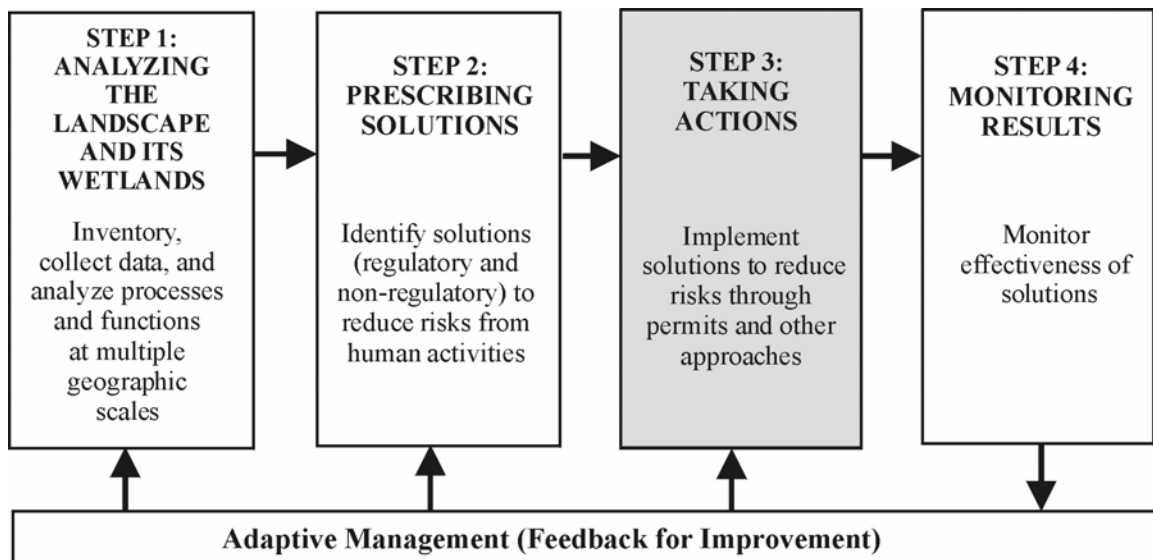 STEP 1:
ANALYZING
THE
LANDSCAPE
AND ITS
WETLANDS
Inventory,
collect data, and
analyze processes
and functions
at multiple
geographic
scales
STEP 2:
PRESCRIBING
SOLUTIONS
Identify solutions
(regulatory and
non-regulatory) to
reduce risks from
human activities
STEP 3:
TAKING
ACTIONS
Implement
solutions to reduce
risks through
permits and other
approaches
STEP 4:
MONITORING
RESULTS
Monitor
effectiveness of
solutions
Adaptive Management (Feedback for Improvement)